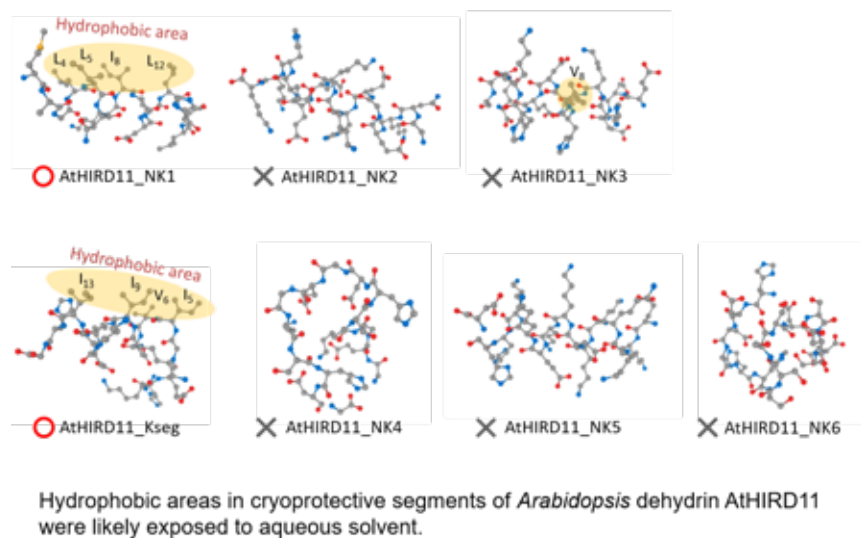 Hydrophobic area
L4 L5 I8 L12
V8
AtHIRD11_NK1 AtHIRD11_NK2 AtHIRD11_NK3
Hydrophobic area
I13 I9 V6 I5
AtHIRD11_Kseg AtHIRD11_NK4 AtHIRD11_NK5 AtHIRD11_NK6
Hydrophobic areas in cryoprotective segments of Arabidopsis dehydrin AtHIRD11
were likely exposed to aqueous solvent.